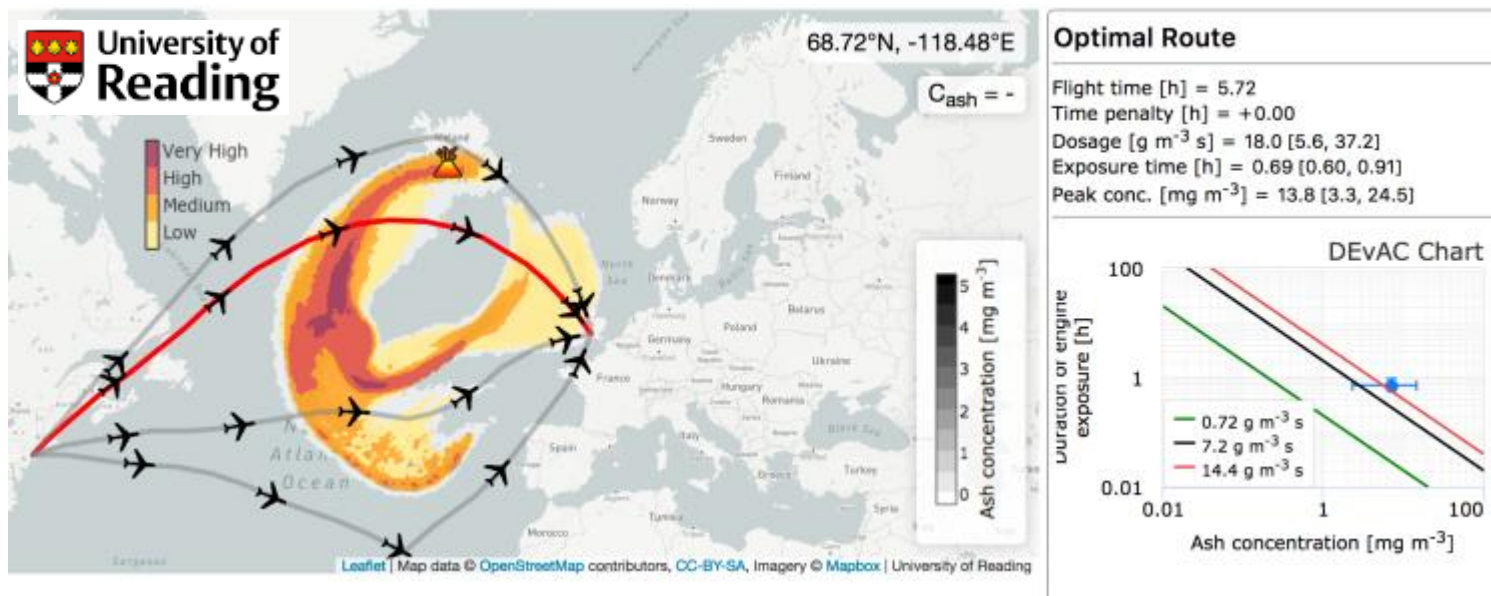 University of
Reading
68.72°N, -118.48°E
C_ash = -
Very High
High
Medium
Low
Iceland
Sweden
Finland
Norway
North
Sea
Denmark
Belarus
Poland
Germany
Ukraine
France
Hungary
Romania
Italy
Black Sea
Spain
Greece
Turkey
Syria
Tunisia
Morocco
Ocean
Sargasso
Ash concentration [mg m⁻³]
5
4
3
2
1
0
Leaflet | Map data © OpenStreetMap contributors, CC-BY-SA, Imagery © Mapbox | University of Reading
Optimal Route
Flight time [h] = 5.72
Time penalty [h] = +0.00
Dosage [g m⁻³ s] = 18.0 [5.6, 37.2]
Exposure time [h] = 0.69 [0.60, 0.91]
Peak conc. [mg m⁻³] = 13.8 [3.3, 24.5]
DEvAC Chart
Duration of engine
exposure [h]
100
1
0.01
0.72 g m⁻³ s
7.2 g m⁻³ s
14.4 g m⁻³ s
0.01
1
100
Ash concentration [mg m⁻³]